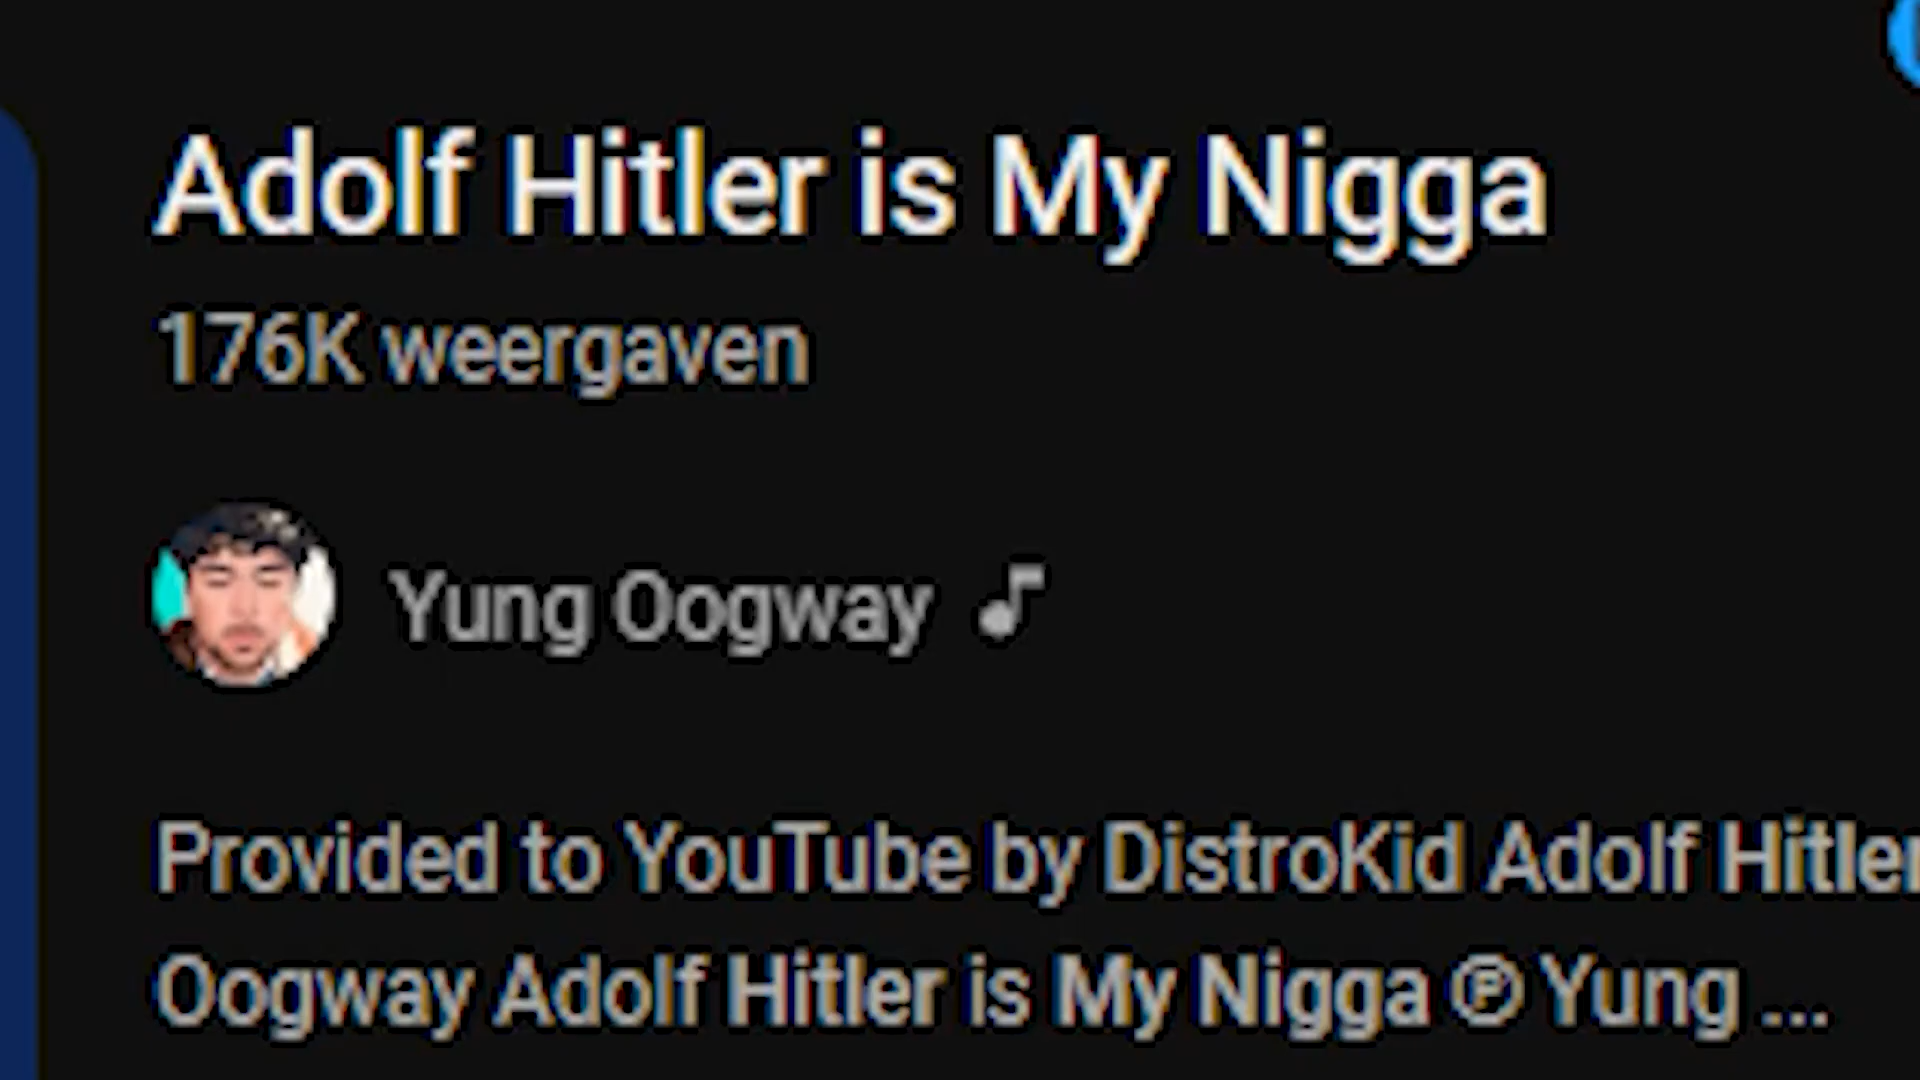 Adolf Hitler is My Nigga
176K weergaven
Yung Oogway
Provided to YouTube by DistroKid Adolf Hitler
Oogway Adolf Hitler is My Nigga ℗ Yung ...